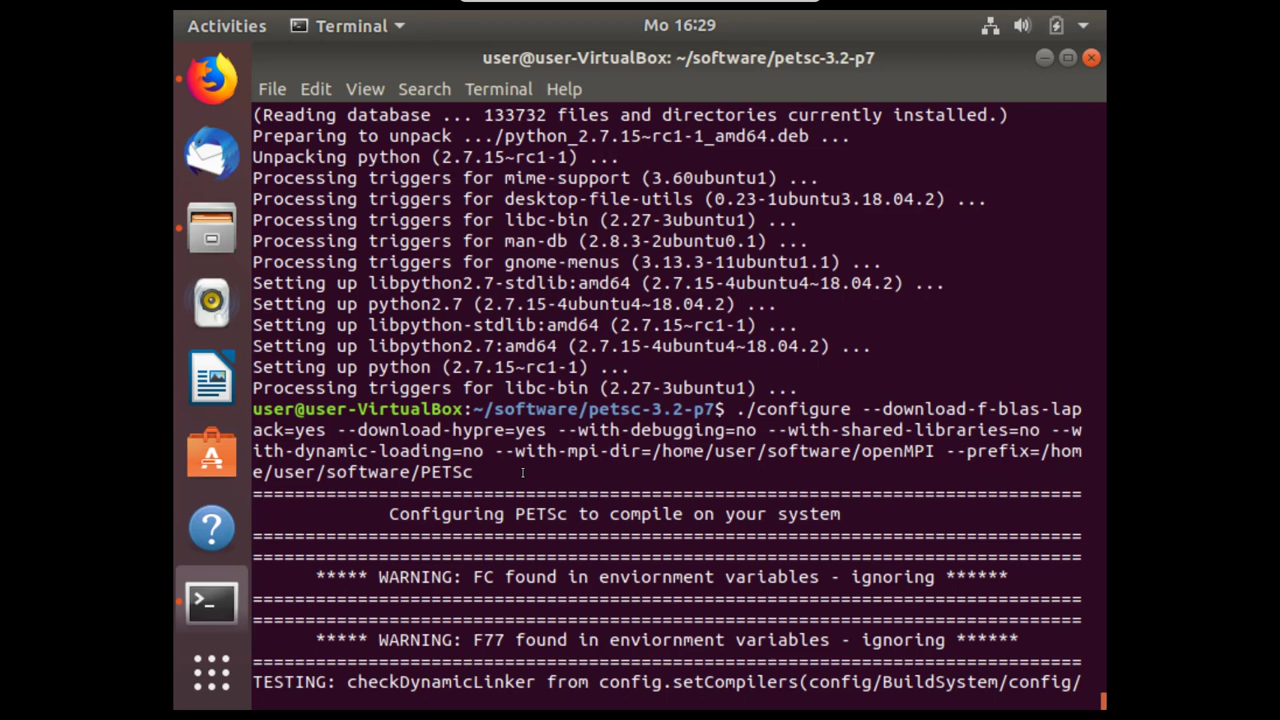 Activities
Terminal
Mo 16:29
user@user-VirtualBox: ~/software/petsc-3.2-p7
File Edit View Search Terminal Help
(Reading database ... 133732 files and directories currently installed.)
Preparing to unpack .../python_2.7.15~rc1-1_amd64.deb ...
Unpacking python (2.7.15~rc1-1) ...
Processing triggers for mime-support (3.60ubuntu1) ...
Processing triggers for desktop-file-utils (0.23-1ubuntu3.18.04.2) ...
Processing triggers for libc-bin (2.27-3ubuntu1) ...
Processing triggers for man-db (2.8.3-2ubuntu0.1) ...
Processing triggers for gnome-menus (3.13.3-11ubuntu1.1) ...
Setting up libpython2.7-stdlib:amd64 (2.7.15-4ubuntu4~18.04.2) ...
Setting up python2.7 (2.7.15-4ubuntu4~18.04.2) ...
Setting up libpython-stdlib:amd64 (2.7.15~rc1-1) ...
Setting up libpython2.7:amd64 (2.7.15-4ubuntu4~18.04.2) ...
Setting up python (2.7.15~rc1-1) ...
Processing triggers for libc-bin (2.27-3ubuntu1) ...
user@user-VirtualBox:~/software/petsc-3.2-p7$ ./configure --download-f-blas-lap
ack=yes --download-hypre=yes --with-debugging=no --with-shared-libraries=no --w
ith-dynamic-loading=no --with-mpi-dir=/home/user/software/openMPI --prefix=/hom
e/user/software/PETSc
===============================================================================
Configuring PETSc to compile on your system
===============================================================================
===============================================================================
***** WARNING: FC found in enviornment variables - ignoring ******
===============================================================================
===============================================================================
***** WARNING: F77 found in enviornment variables - ignoring ******
===============================================================================
TESTING: checkDynamicLinker from config.setCompilers(config/BuildSystem/config/